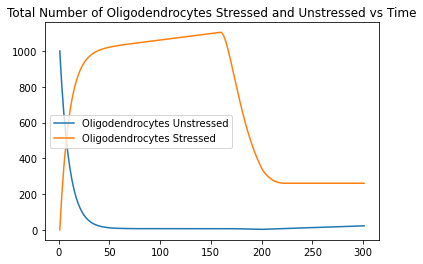 Total Number of Oligodendrocytes Stressed and Unstressed vs Time
1000
800
600
400
200
0
Oligodendrocytes Unstressed
Oligodendrocytes Stressed
0 50 100 150 200 250 300